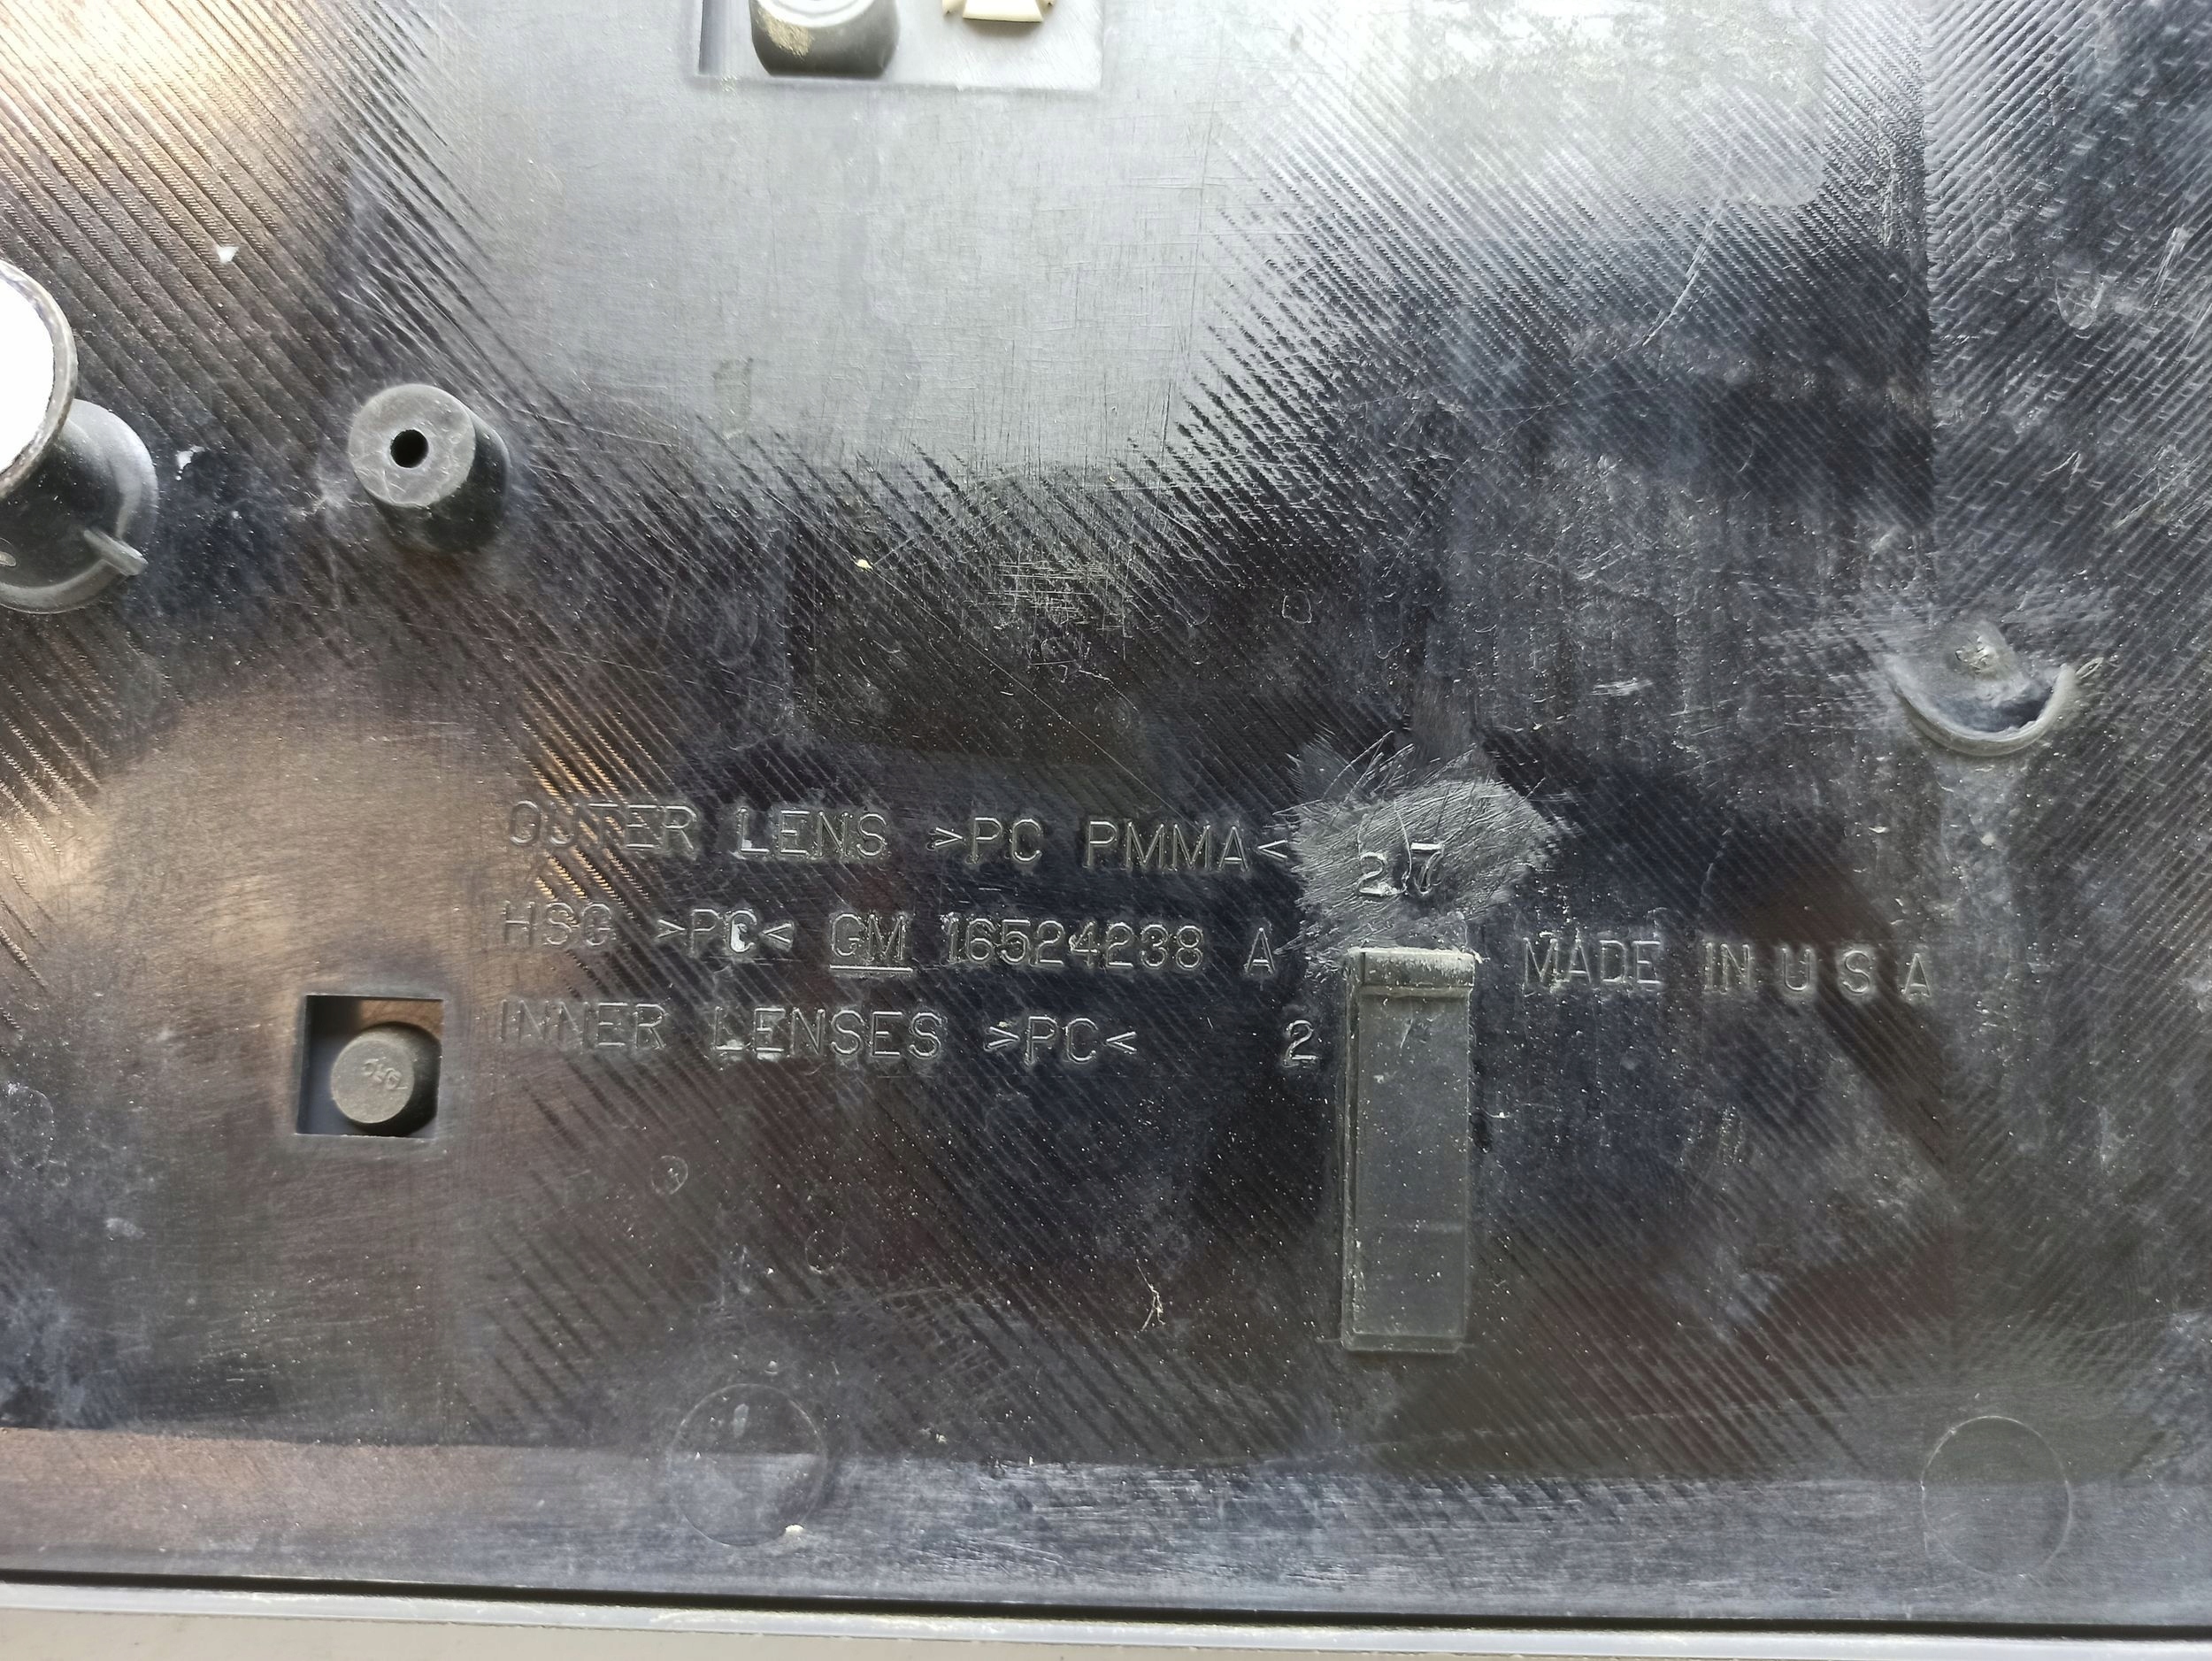 OUTER LENS >PC PMMA<
27
HSG >PC< GM 16524238 A
MADE IN U S A
INNER LENSES >PC< 2